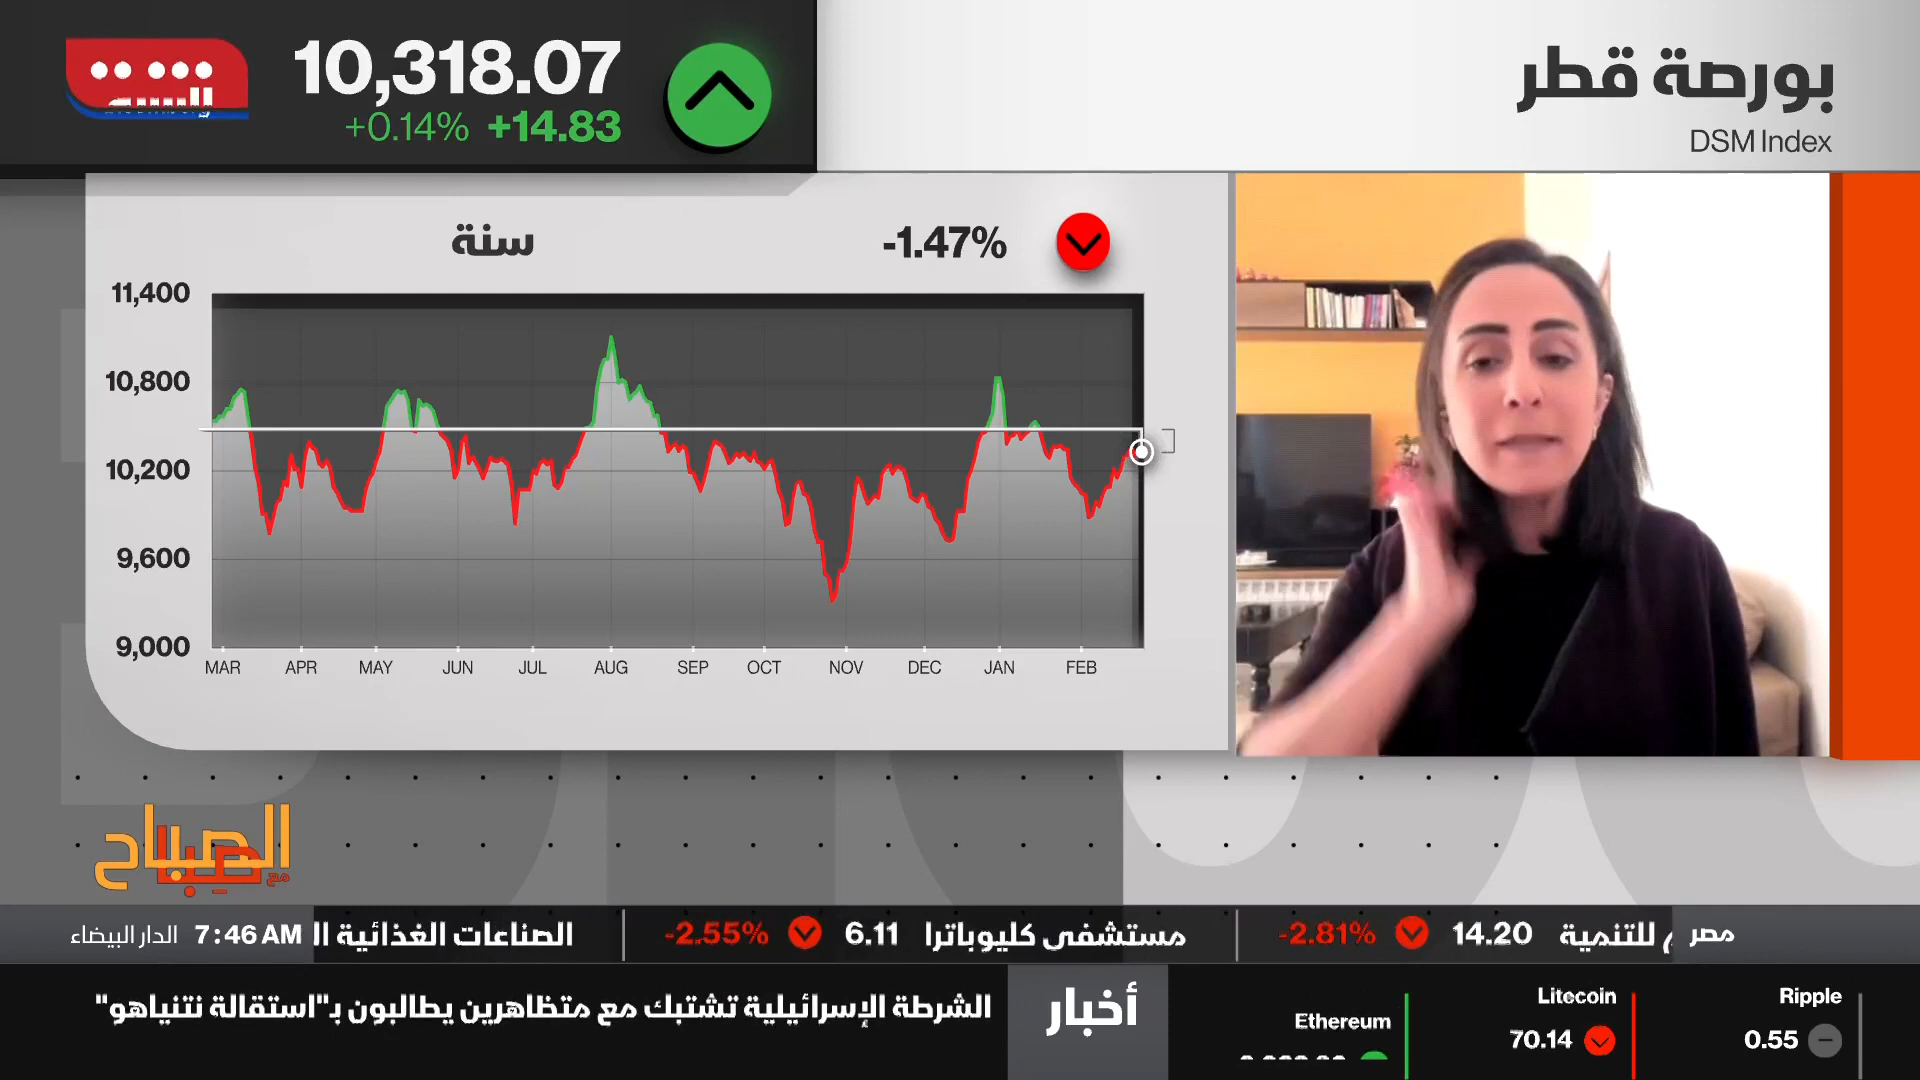 10,318.07
+0.14% +14.83
بورصة قطر
DSM Index
سنة
-1.47%
11,400
10,800
10,200
9,600
9,000
MAR APR MAY JUN JUL AUG SEP OCT NOV DEC JAN FEB
الصباح
مع صبا
مصر
للتنمية 14.20 -2.81%
مستشفى كليوباترا 6.11 -2.55%
الصناعات الغذائية
7:46 AM الدار البيضاء
أخبار
الشرطة الإسرائيلية تشتبك مع متظاهرين يطالبون بـ"استقالة نتنياهو"
Ripple
0.55
Litecoin
70.14
Ethereum